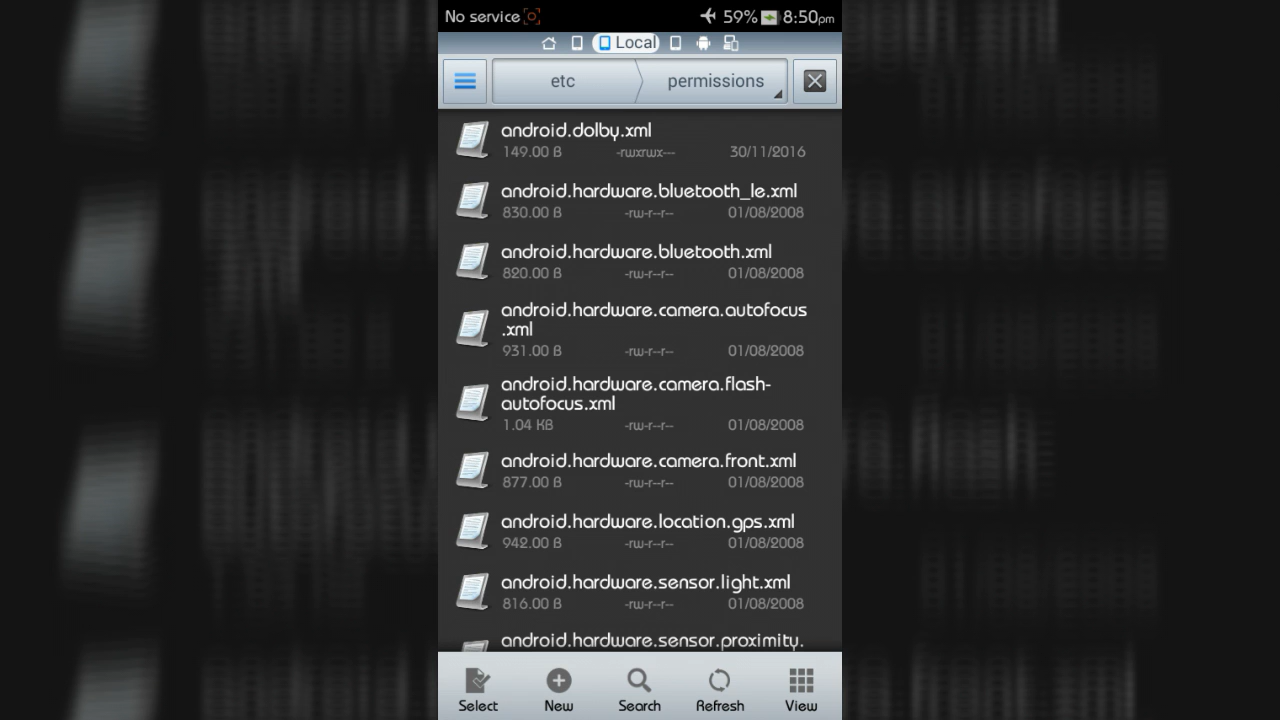 No service 59% 8:50pm
Local
etc permissions
android.dolby.xml
149.00 B -rwxrwx--- 30/11/2016
android.hardware.bluetooth_le.xml
830.00 B -rw-r--r-- 01/08/2008
android.hardware.bluetooth.xml
820.00 B -rw-r--r-- 01/08/2008
android.hardware.camera.autofocus
.xml
931.00 B -rw-r--r-- 01/08/2008
android.hardware.camera.flash-
autofocus.xml
1.04 KB -rw-r--r-- 01/08/2008
android.hardware.camera.front.xml
877.00 B -rw-r--r-- 01/08/2008
android.hardware.location.gps.xml
942.00 B -rw-r--r-- 01/08/2008
android.hardware.sensor.light.xml
816.00 B -rw-r--r-- 01/08/2008
android.hardware.sensor.proximity.
Select New Search Refresh View